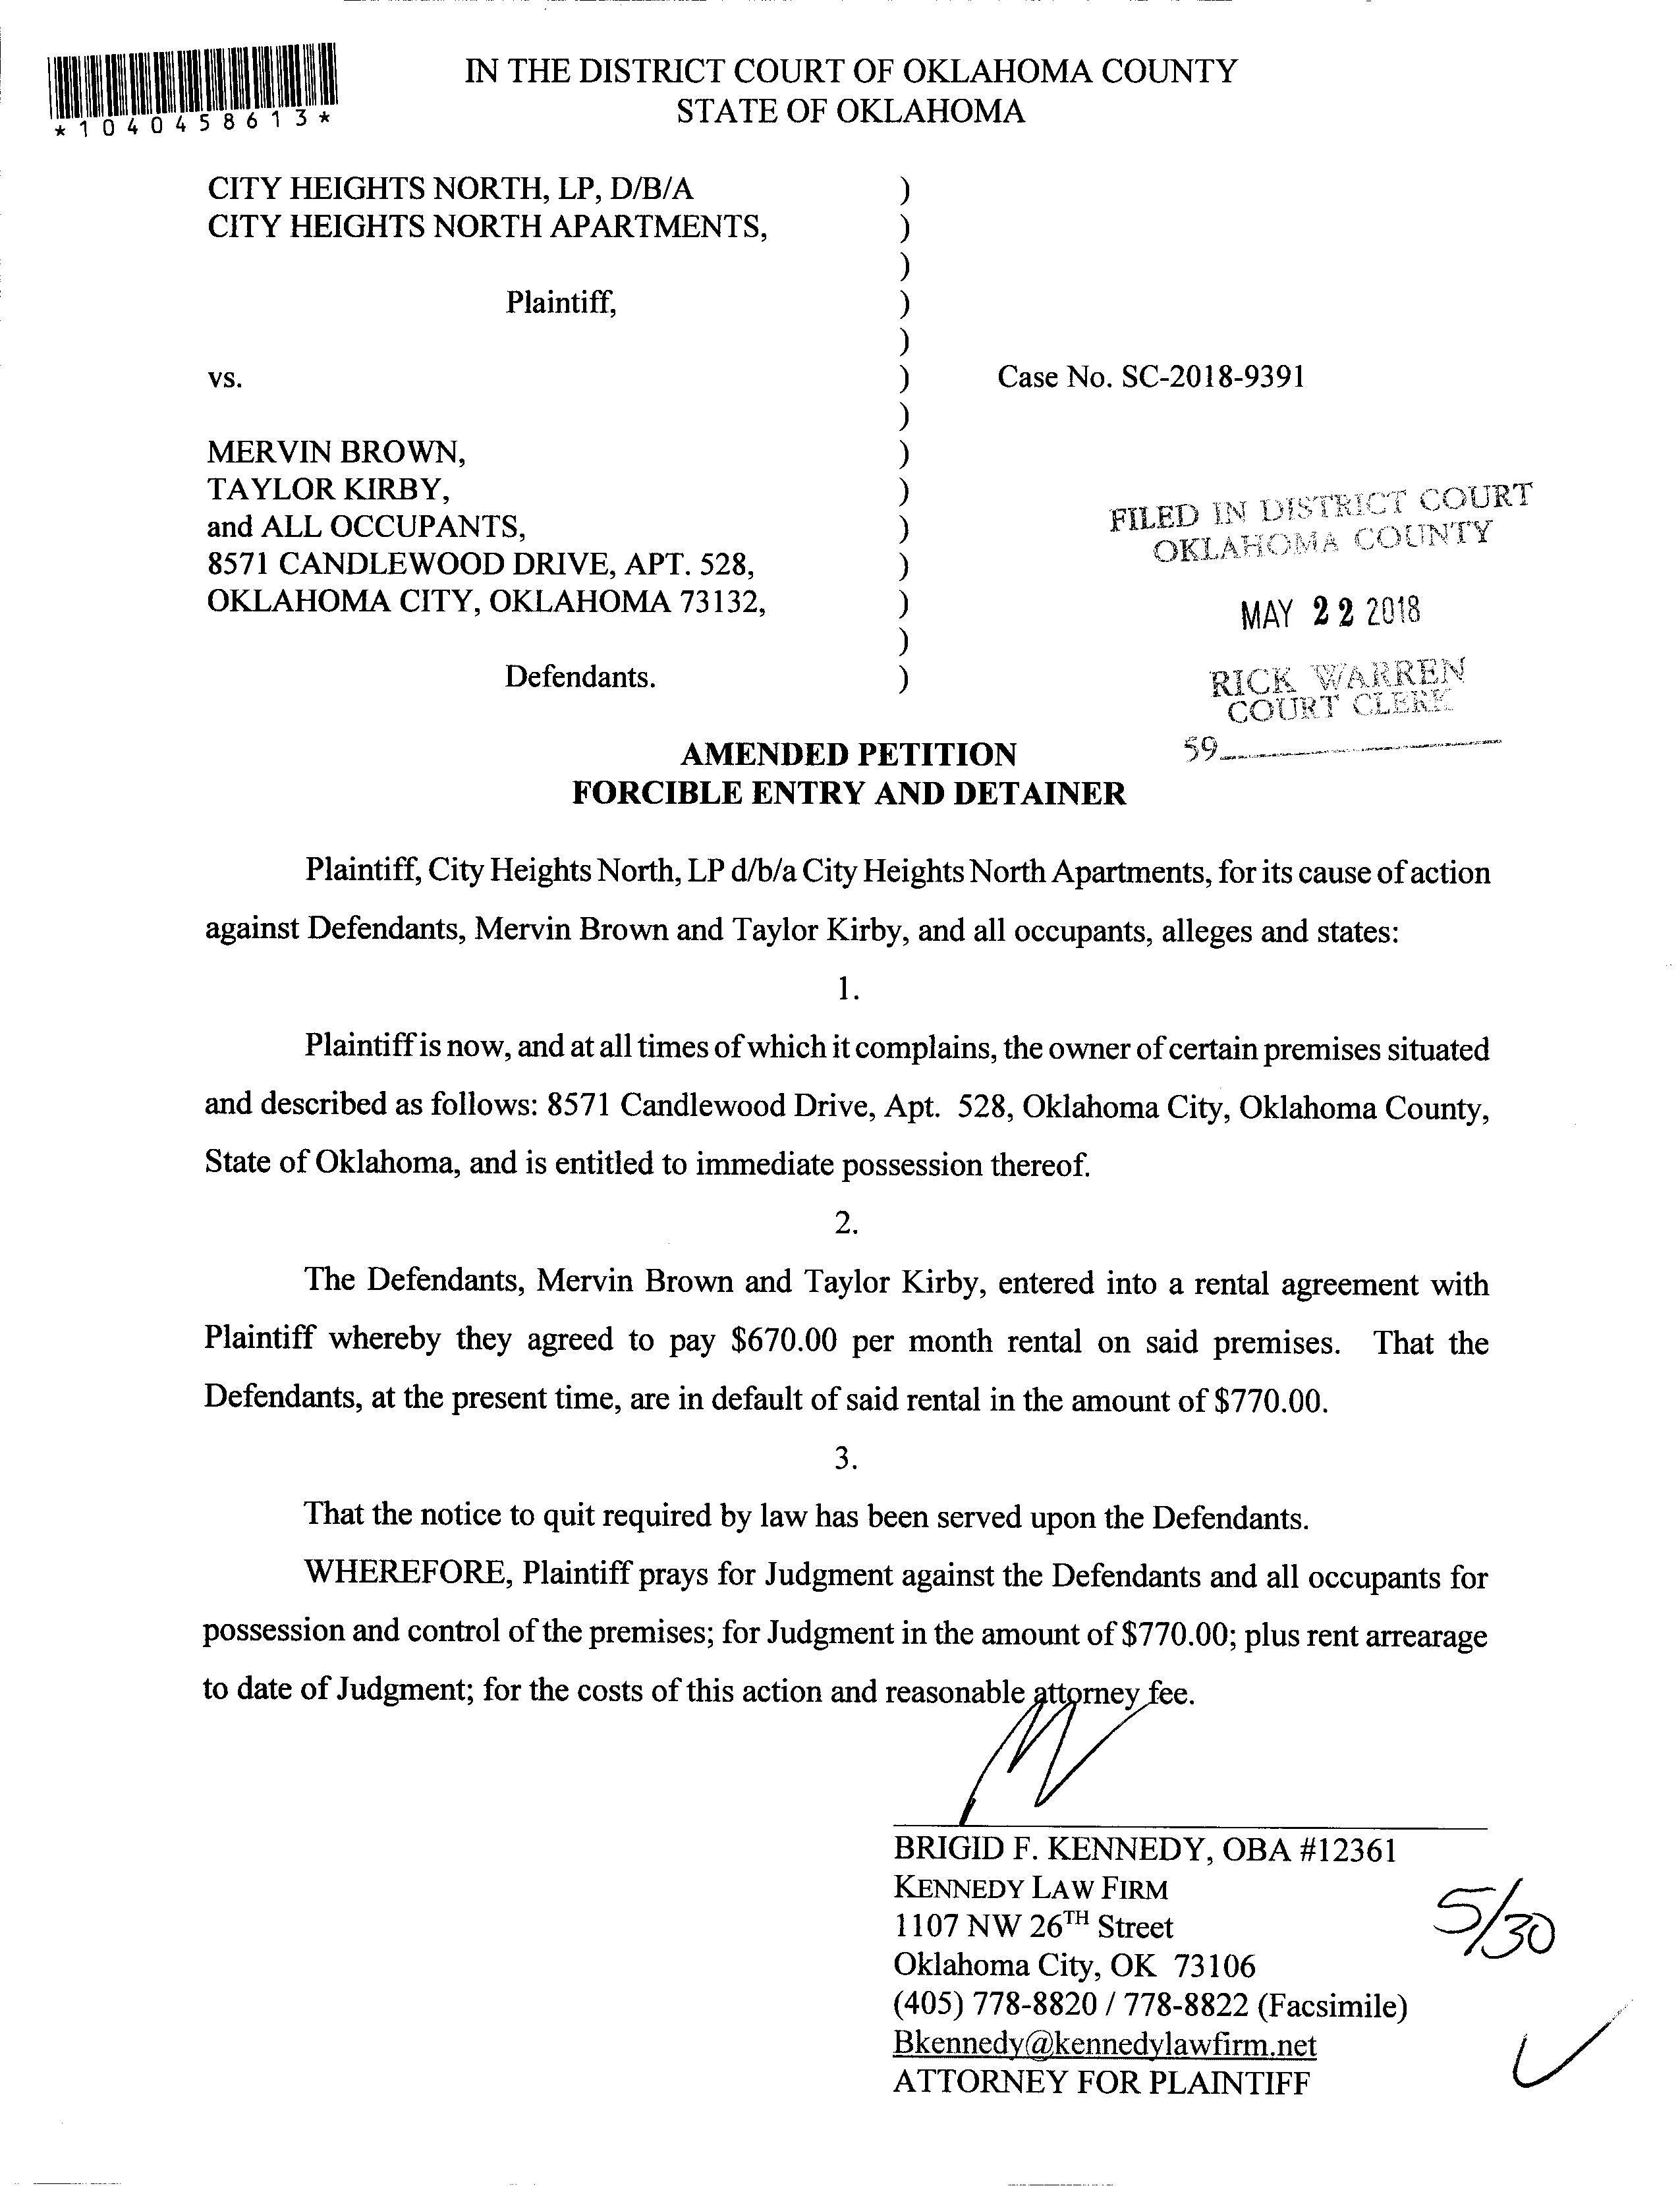 *1040458613*
IN THE DISTRICT COURT OF OKLAHOMA COUNTY
STATE OF OKLAHOMA
CITY HEIGHTS NORTH, LP, D/B/A )
CITY HEIGHTS NORTH APARTMENTS, )
)
Plaintiff, )
)
vs. ) Case No. SC-2018-9391
)
MERVIN BROWN, )
TAYLOR KIRBY, )
and ALL OCCUPANTS, )
8571 CANDLEWOOD DRIVE, APT. 528, )
OKLAHOMA CITY, OKLAHOMA 73132, )
)
Defendants. )
FILED IN DISTRICT COURT
OKLAHOMA COUNTY
MAY 22 2018
RICK WARREN
COURT CLERK
59
AMENDED PETITION
FORCIBLE ENTRY AND DETAINER
Plaintiff, City Heights North, LP d/b/a City Heights North Apartments, for its cause of action
against Defendants, Mervin Brown and Taylor Kirby, and all occupants, alleges and states:
1.
Plaintiff is now, and at all times of which it complains, the owner of certain premises situated
and described as follows: 8571 Candlewood Drive, Apt. 528, Oklahoma City, Oklahoma County,
State of Oklahoma, and is entitled to immediate possession thereof.
2.
The Defendants, Mervin Brown and Taylor Kirby, entered into a rental agreement with
Plaintiff whereby they agreed to pay $670.00 per month rental on said premises. That the
Defendants, at the present time, are in default of said rental in the amount of $770.00.
3.
That the notice to quit required by law has been served upon the Defendants.
WHEREFORE, Plaintiff prays for Judgment against the Defendants and all occupants for
possession and control of the premises; for Judgment in the amount of $770.00; plus rent arrearage
to date of Judgment; for the costs of this action and reasonable attorney fee.
BRIGID F. KENNEDY, OBA #12361
KENNEDY LAW FIRM
1107 NW 26TH Street
Oklahoma City, OK 73106
(405) 778-8820 / 778-8822 (Facsimile)
Bkennedy@kennedylawfirm.net
ATTORNEY FOR PLAINTIFF
5/30